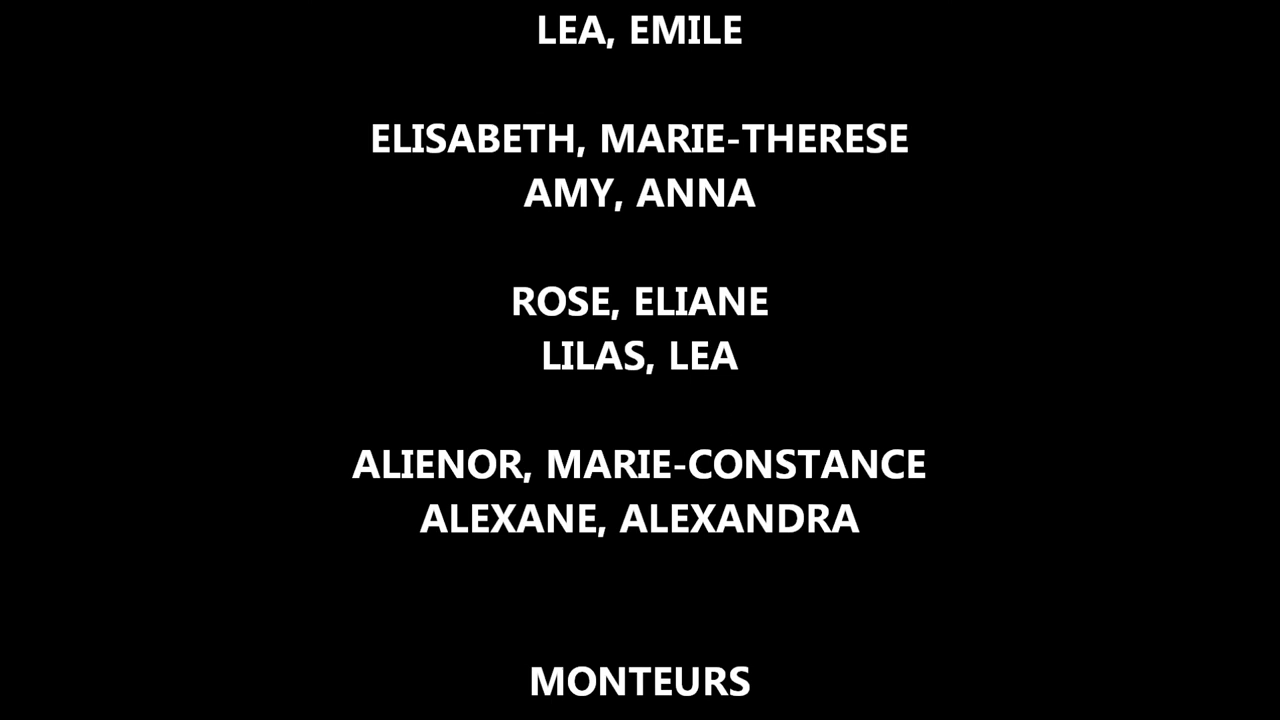 LEA, EMILE
ELISABETH, MARIE-THERESE
AMY, ANNA
ROSE, ELIANE
LILAS, LEA
ALIENOR, MARIE-CONSTANCE
ALEXANE, ALEXANDRA
MONTEURS